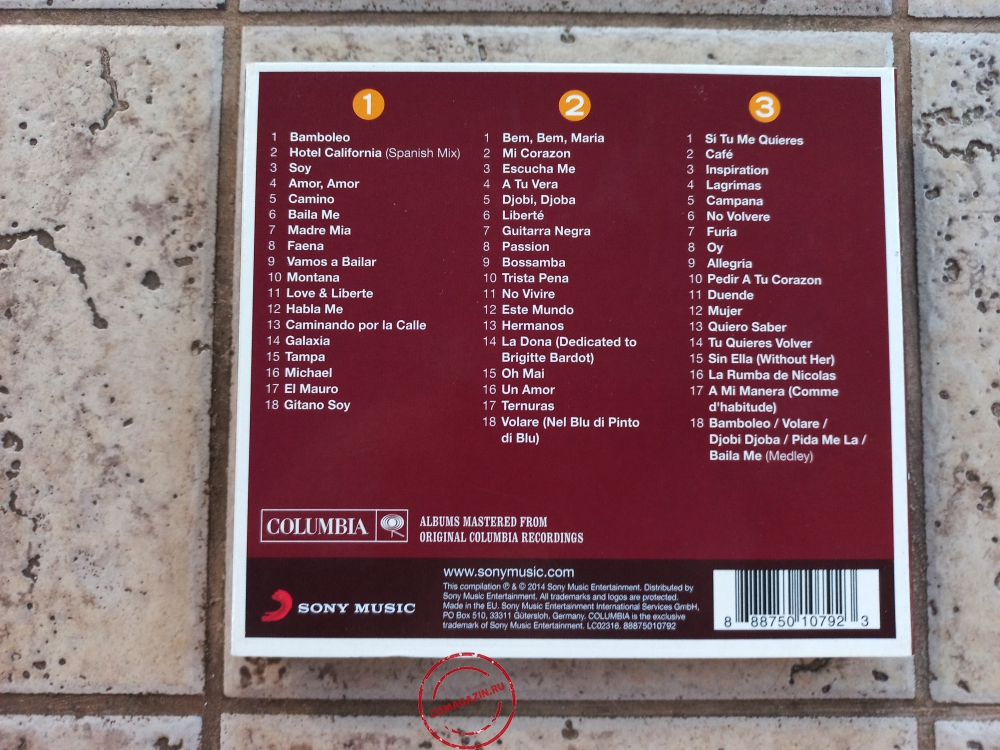 1
1 Bamboleo
2 Hotel California (Spanish Mix)
3 Soy
4 Amor, Amor
5 Camino
6 Baila Me
7 Madre Mia
8 Faena
9 Vamos a Bailar
10 Montana
11 Love & Liberte
12 Habla Me
13 Caminando por la Calle
14 Galaxia
15 Tampa
16 Michael
17 El Mauro
18 Gitano Soy
2
1 Bem, Bem, Maria
2 Mi Corazon
3 Escucha Me
4 A Tu Vera
5 Djobi, Djoba
6 Liberté
7 Guitarra Negra
8 Passion
9 Bossamba
10 Trista Pena
11 No Vivire
12 Este Mundo
13 Hermanos
14 La Dona (Dedicated to
Brigitte Bardot)
15 Oh Mai
16 Un Amor
17 Ternuras
18 Volare (Nel Blu di Pinto
di Blu)
3
1 Si Tu Me Quieres
2 Café
3 Inspiration
4 Lagrimas
5 Campana
6 No Volvere
7 Furia
8 Oy
9 Allegria
10 Pedir A Tu Corazon
11 Duende
12 Mujer
13 Quiero Saber
14 Tu Quieres Volver
15 Sin Ella (Without Her)
16 La Rumba de Nicolas
17 A Mi Manera (Comme
d'habitude)
18 Bamboleo / Volare /
Djobi Djoba / Pida Me La /
Baila Me (Medley)
COLUMBIA
ALBUMS MASTERED FROM
ORIGINAL COLUMBIA RECORDINGS
SONY MUSIC
www.sonymusic.com
This compilation ℗ & © 2014 Sony Music Entertainment. Distributed by
Sony Music Entertainment. All trademarks and logos are protected.
Made in the EU. Sony Music Entertainment International Services GmbH,
PO Box 510, 33311 Gütersloh, Germany. COLUMBIA is the exclusive
trademark of Sony Music Entertainment. LC02316. 88875010792
8 88750 10792 3
CDMAGAZIN.RU